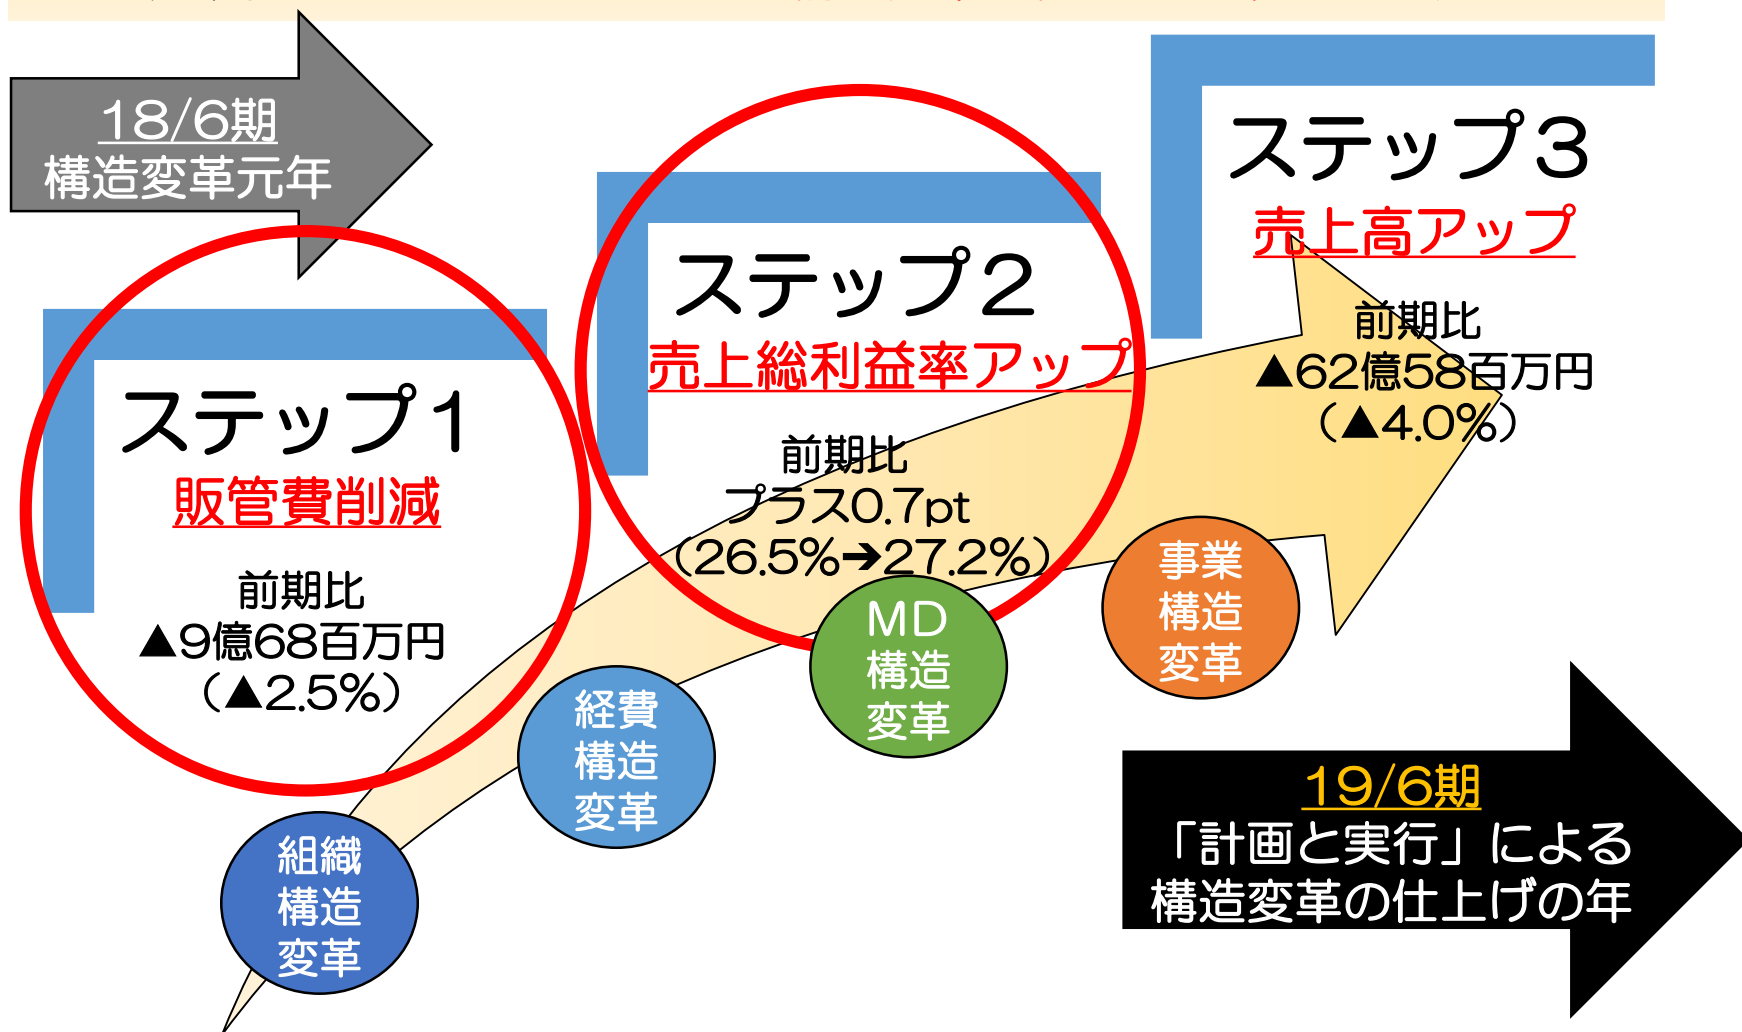 18/6期
構造変革元年
ステップ1
販管費削減
前期比
▲9億68百万円
（▲2.5%）
ステップ2
売上総利益率アップ
前期比
プラス0.7pt
（26.5%➔27.2%）
ステップ3
売上高アップ
前期比
▲62億58百万円
（▲4.0%）
組織
構造
変革
経費
構造
変革
MD
構造
変革
事業
構造
変革
19/6期
「計画と実行」による
構造変革の仕上げの年